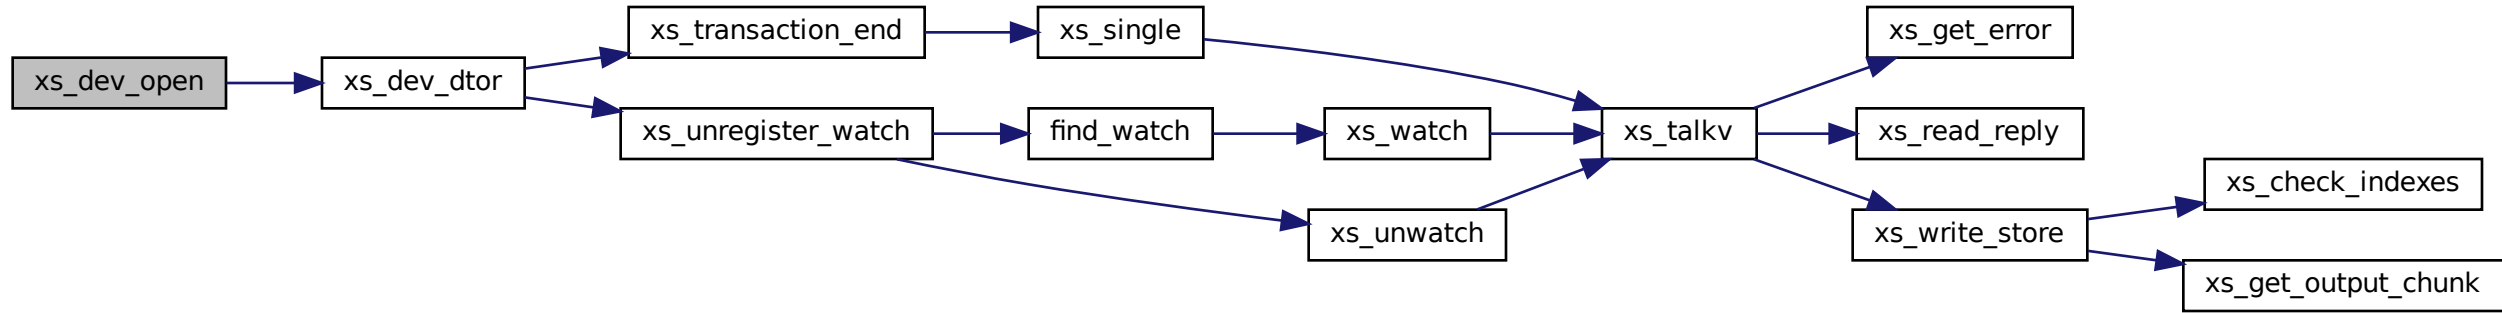 xs_dev_open
xs_dev_dtor
xs_transaction_end
xs_unregister_watch
xs_single
find_watch
xs_watch
xs_unwatch
xs_talkv
xs_get_error
xs_read_reply
xs_write_store
xs_check_indexes
xs_get_output_chunk